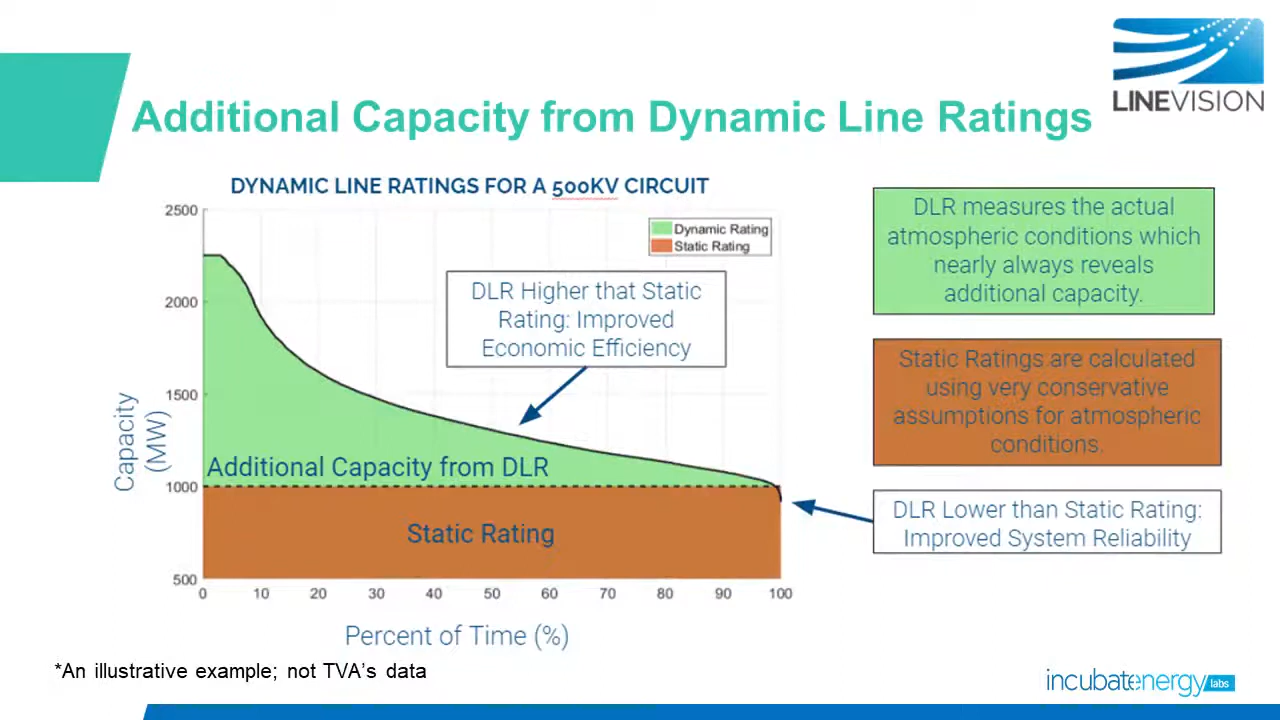 LINEVISION
Additional Capacity from Dynamic Line Ratings
DYNAMIC LINE RATINGS FOR A 500KV CIRCUIT
2500
2000
1500
1000
500
Capacity
(MW)
Dynamic Rating
Static Rating
DLR Higher that Static
Rating: Improved
Economic Efficiency
Additional Capacity from DLR
Static Rating
0 10 20 30 40 50 60 70 80 90 100
Percent of Time (%)
DLR measures the actual
atmospheric conditions which
nearly always reveals
additional capacity.
Static Ratings are calculated
using very conservative
assumptions for atmospheric
conditions.
DLR Lower than Static Rating:
Improved System Reliability
*An illustrative example; not TVA's data
incubatenergy labs